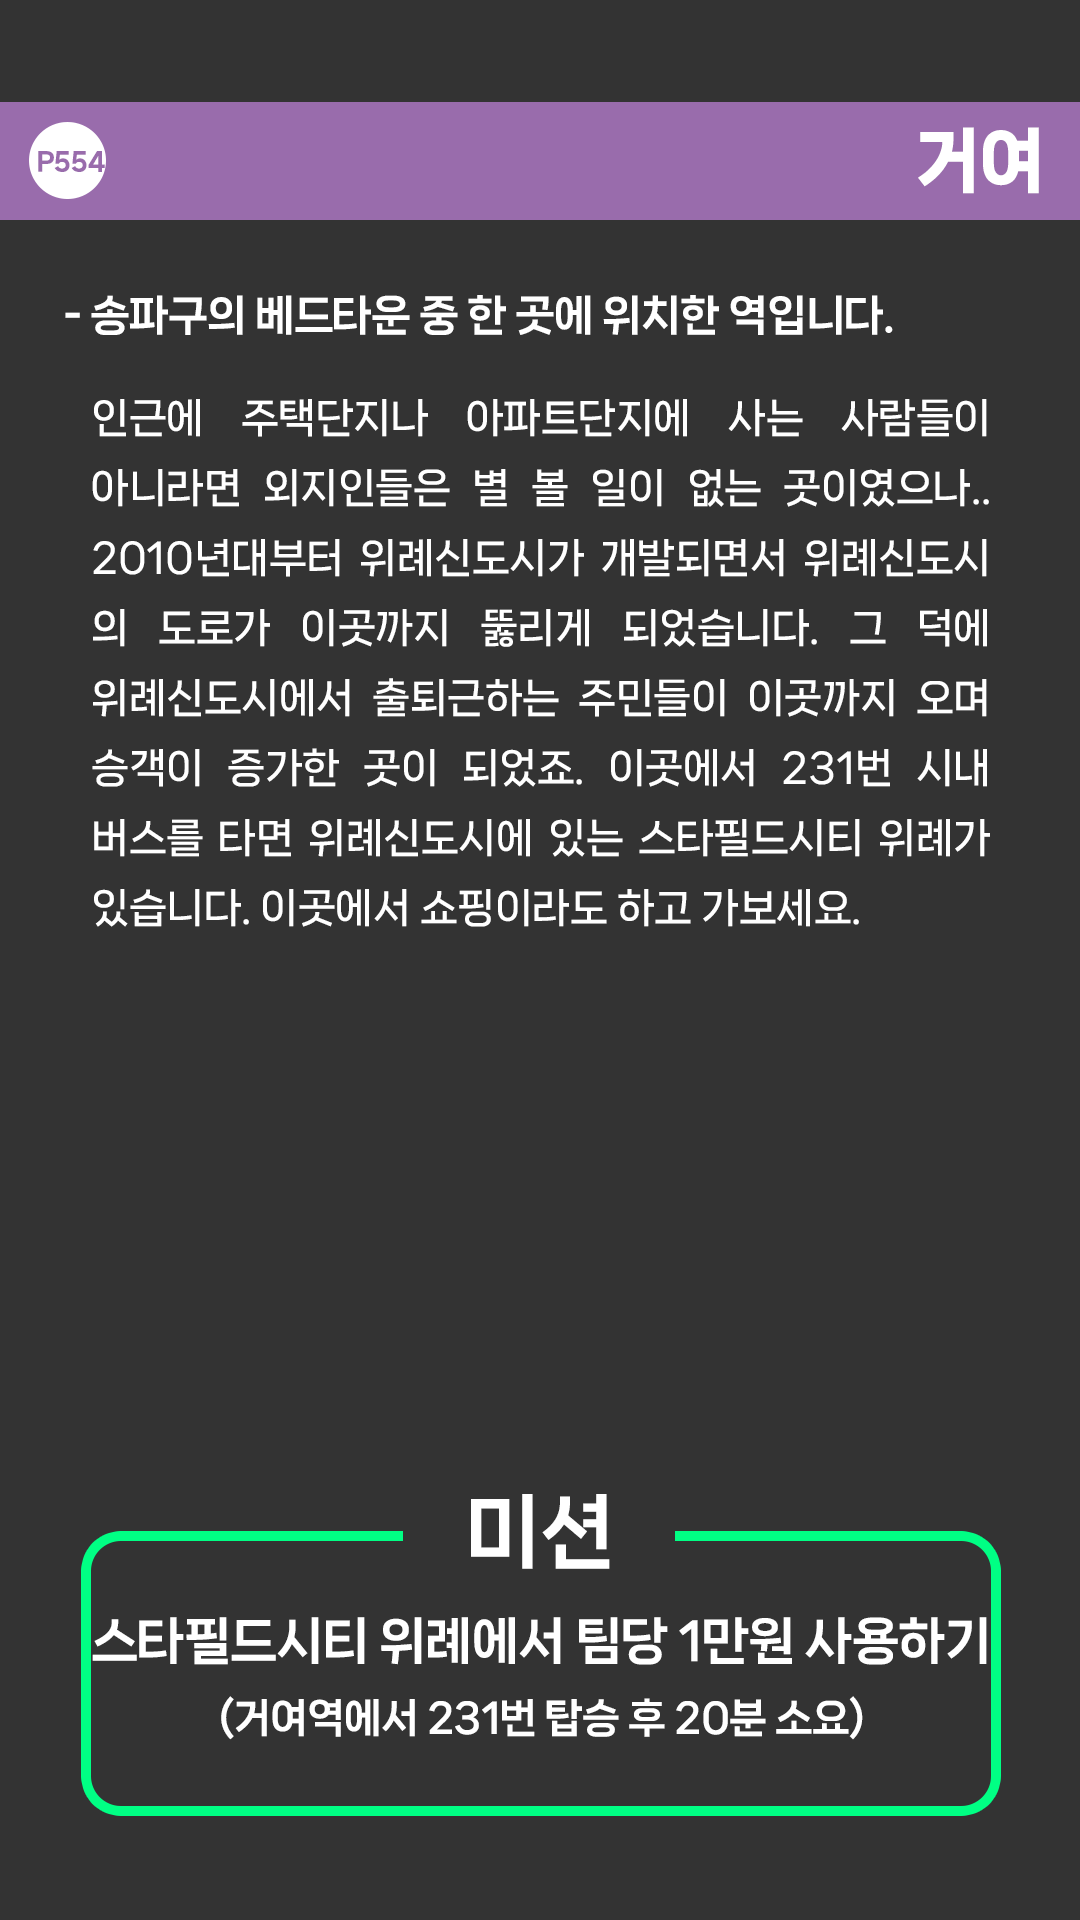 P554
거여
- 송파구의 베드타운 중 한 곳에 위치한 역입니다.
인근에 주택단지나 아파트단지에 사는 사람들이
아니라면 외지인들은 별 볼 일이 없는 곳이였으나..
2010년대부터 위례신도시가 개발되면서 위례신도시
의 도로가 이곳까지 뚫리게 되었습니다. 그 덕에
위례신도시에서 출퇴근하는 주민들이 이곳까지 오며
승객이 증가한 곳이 되었죠. 이곳에서 231번 시내
버스를 타면 위례신도시에 있는 스타필드시티 위례가
있습니다. 이곳에서 쇼핑이라도 하고 가보세요.
미션
스타필드시티 위례에서 팀당 1만원 사용하기
(거여역에서 231번 탑승 후 20분 소요)